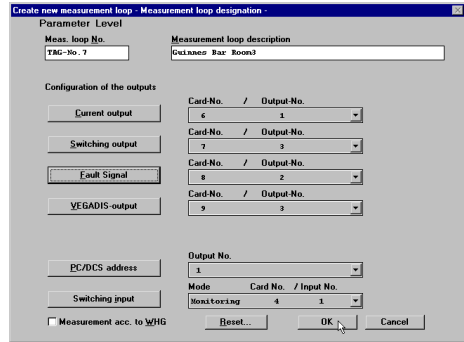 Create new measurement loop - Measurement loop designation -
Parameter Level
Meas. loop No. Measurement loop description
TAG-No.7 Guinnes Bar Room3
Configuration of the outputs
Card-No. / Output-No.
Current output 6 1
Card-No. / Output-No.
Switching output 7 3
Card-No. / Output-No.
Fault Signal 8 2
Card-No. / Output-No.
VEGADIS-output 9 3
Output No.
PC/DCS address 1
Mode Card No. / Input No.
Switching input Monitoring 4 1
Measurement acc. to WHG Reset... OK Cancel